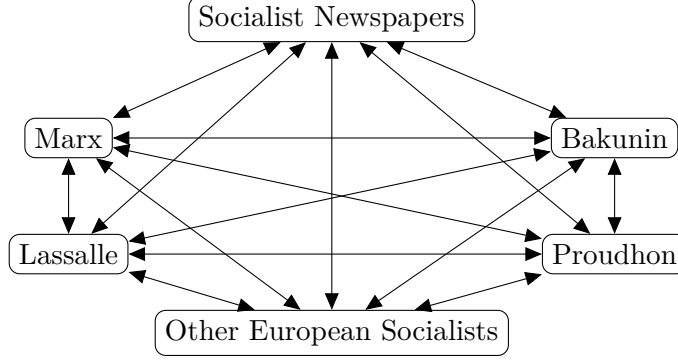 Socialist Newspapers
Marx
Bakunin
Lassalle
Proudhon
Other European Socialists